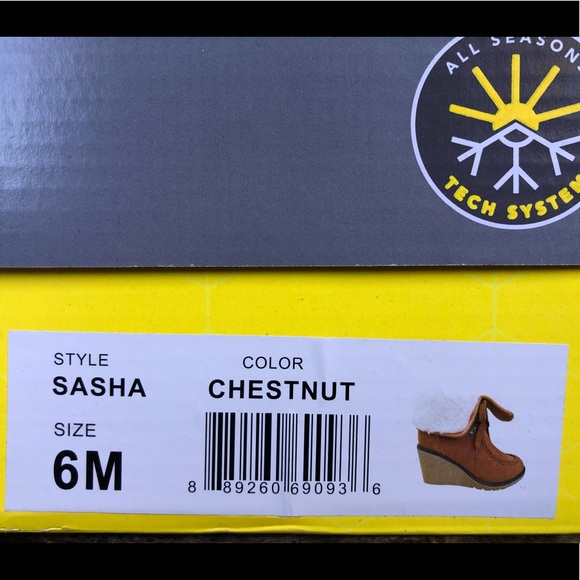 ALL SEASONS
TECH SYSTEM
STYLE
SASHA
COLOR
CHESTNUT
SIZE
6M
8 89260 69093 6